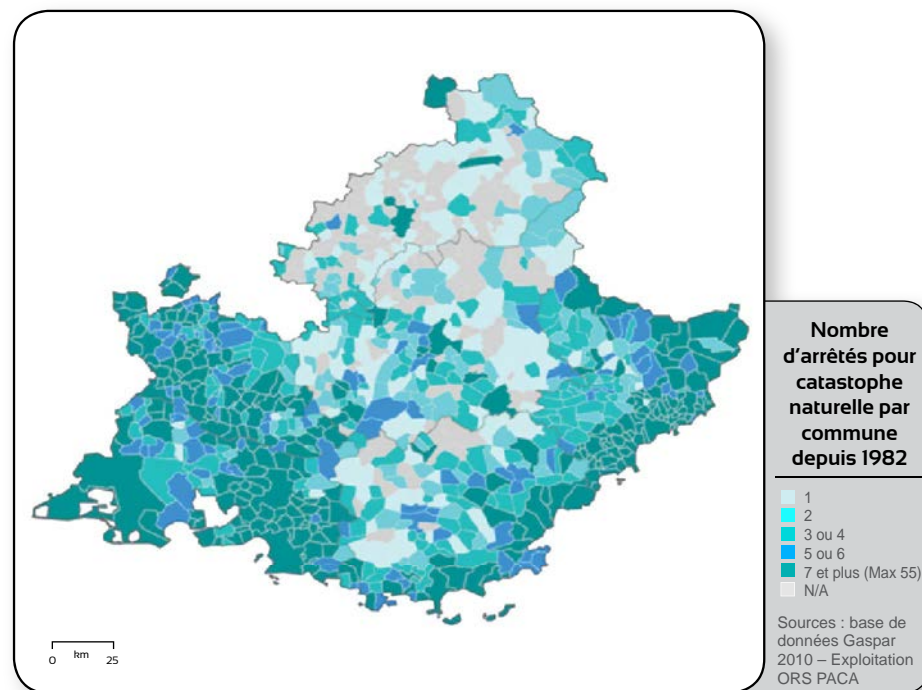 Nombre
d’arrêtés pour
catastophe
naturelle par
commune
depuis 1982
1
2
3 ou 4
5 ou 6
7 et plus (Max 55)
N/A
Sources : base de
données Gaspar
2010 – Exploitation
ORS PACA
0 km 25